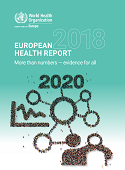 World Health
Organization
Europe
2018
EUROPEAN
HEALTH REPORT
More than numbers — evidence for all
2020